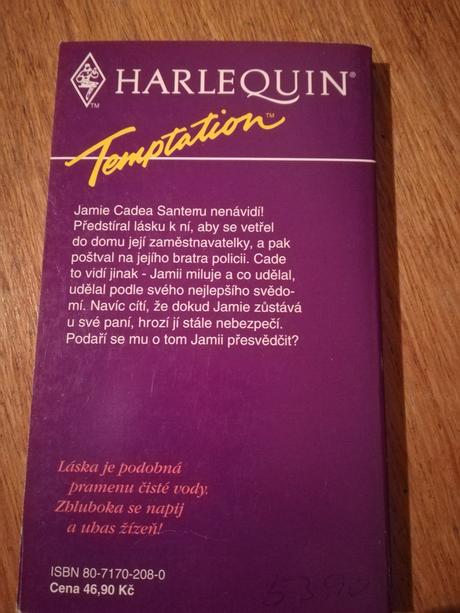 HARLEQUIN®
TM
Temptation™
Jamie Cadea Santerru nenávidí!
Předstíral lásku k ní, aby se vetřel
do domu její zaměstnavatelky, a pak
poštval na jejího bratra policii. Cade
to vidí jinak - Jamii miluje a co udělal,
udělal podle svého nejlepšího svědo-
mí. Navíc cítí, že dokud Jamie zůstává
u své paní, hrozí jí stále nebezpečí.
Podaří se mu o tom Jamii přesvědčit?
Láska je podobná
pramenu čisté vody.
Zhluboka se napij
a uhas žízeň!
ISBN 80-7170-208-0
Cena 46,90 Kč